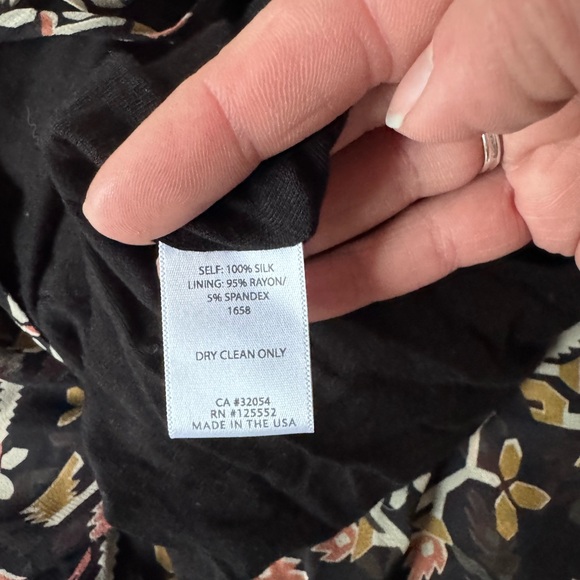 SELF: 100% SILK
LINING: 95% RAYON/
5% SPANDEX
1658
DRY CLEAN ONLY
CA #32054
RN #125552
MADE IN THE USA